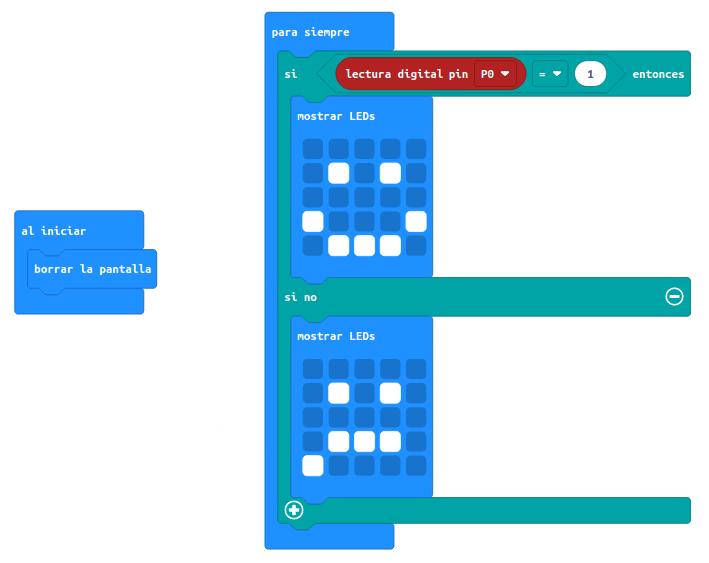 para siempre
si lectura digital pin P0 = 1 entonces
mostrar LEDs
al iniciar
borrar la pantalla
si no
mostrar LEDs